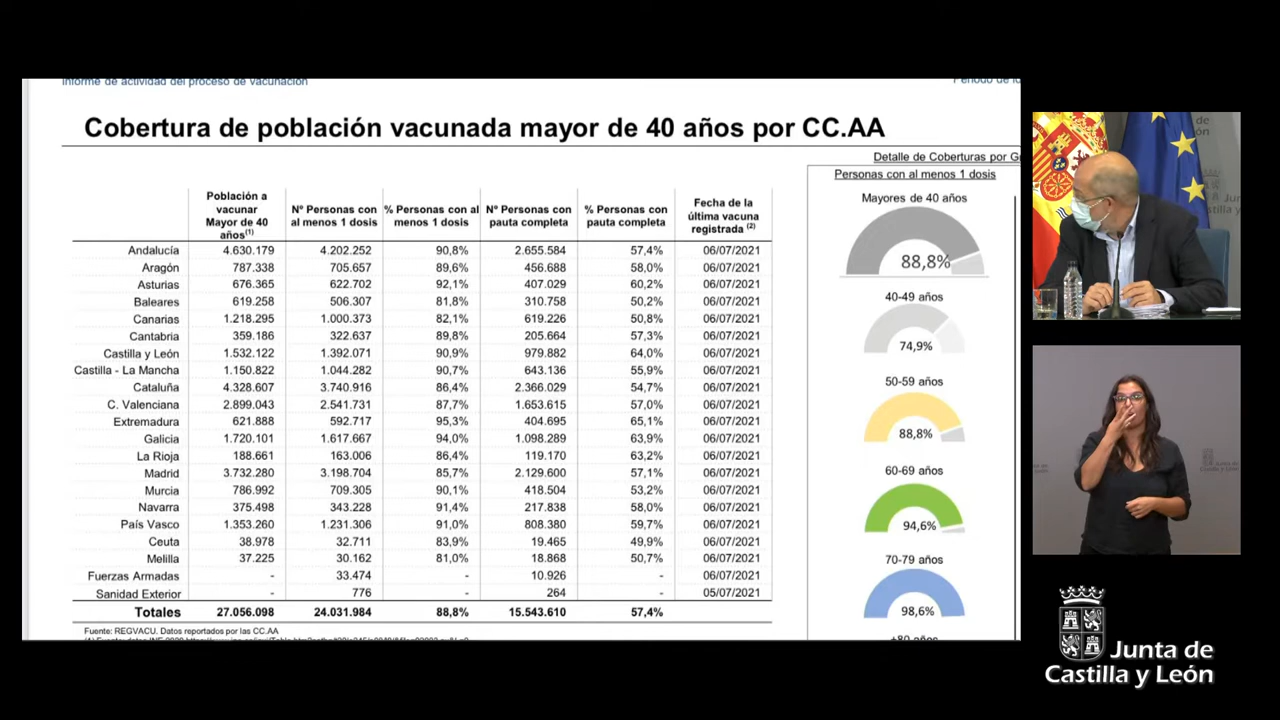 Informe de actividad del proceso de vacunación
Cobertura de población vacunada mayor de 40 años por CC.AA
Detalle de Coberturas por G
Población a vacunar Mayor de 40 años(1) Nº Personas con al menos 1 dosis % Personas con al menos 1 dosis Nº Personas con pauta completa % Personas con pauta completa Fecha de la última vacuna registrada (2)
Andalucía 4.630.179 4.202.252 90,8% 2.655.584 57,4% 06/07/2021
Aragón 787.338 705.657 89,6% 456.688 58,0% 06/07/2021
Asturias 676.365 622.702 92,1% 407.029 60,2% 06/07/2021
Baleares 619.258 506.307 81,8% 310.758 50,2% 06/07/2021
Canarias 1.218.295 1.000.373 82,1% 619.226 50,8% 06/07/2021
Cantabria 359.186 322.637 89,8% 205.664 57,3% 06/07/2021
Castilla y León 1.532.122 1.392.071 90,9% 979.882 64,0% 06/07/2021
Castilla - La Mancha 1.150.822 1.044.282 90,7% 643.136 55,9% 06/07/2021
Cataluña 4.328.607 3.740.916 86,4% 2.366.029 54,7% 06/07/2021
C. Valenciana 2.899.043 2.541.731 87,7% 1.653.615 57,0% 06/07/2021
Extremadura 621.888 592.717 95,3% 404.695 65,1% 06/07/2021
Galicia 1.720.101 1.617.667 94,0% 1.098.289 63,9% 06/07/2021
La Rioja 188.661 163.006 86,4% 119.170 63,2% 06/07/2021
Madrid 3.732.280 3.198.704 85,7% 2.129.600 57,1% 06/07/2021
Murcia 786.992 709.305 90,1% 418.504 53,2% 06/07/2021
Navarra 375.498 343.228 91,4% 217.838 58,0% 06/07/2021
País Vasco 1.353.260 1.231.306 91,0% 808.380 59,7% 06/07/2021
Ceuta 38.978 32.711 83,9% 19.465 49,9% 06/07/2021
Melilla 37.225 30.162 81,0% 18.868 50,7% 06/07/2021
Fuerzas Armadas - 33.474 - 10.926 - 06/07/2021
Sanidad Exterior - 776 - 264 - 05/07/2021
Totales 27.056.098 24.031.984 88,8% 15.543.610 57,4%
Fuente: REGVACU. Datos reportados por las CC.AA
Personas con al menos 1 dosis
Mayores de 40 años
88,8%
40-49 años
74,9%
50-59 años
88,8%
60-69 años
94,6%
70-79 años
98,6%
+80 años
Junta de
Castilla y León